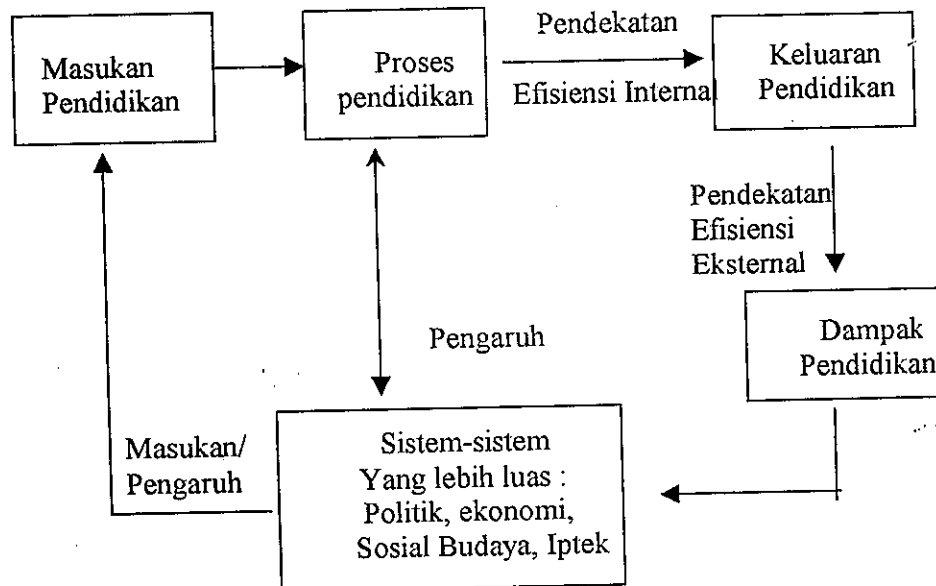 Masukan
Pendidikan
Proses
pendidikan
Pendekatan
Efisiensi Internal
Keluaran
Pendidikan
Pendekatan
Efisiensi
Eksternal
Dampak
Pendidikan
Pengaruh
Sistem-sistem
Yang lebih luas :
Politik, ekonomi,
Sosial Budaya, Iptek
Masukan/
Pengaruh